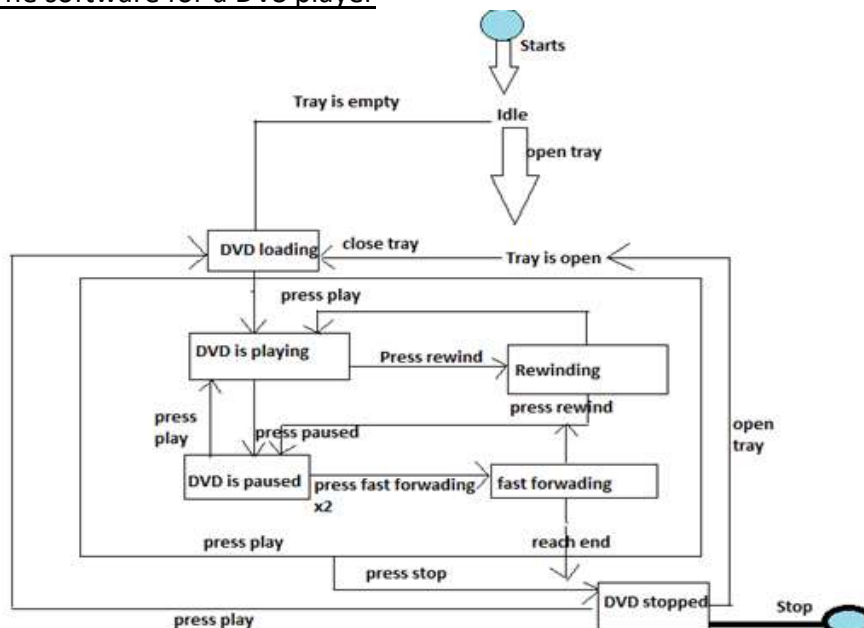 The software for a DVD player
Starts
Tray is empty
Idle
open tray
DVD loading
close tray
Tray is open
press play
DVD is playing
Press rewind
Rewinding
press rewind
press
play
press paused
open
tray
DVD is paused
press fast forwading
x2
fast forwading
press play
reach end
press stop
DVD stopped
Stop
press play